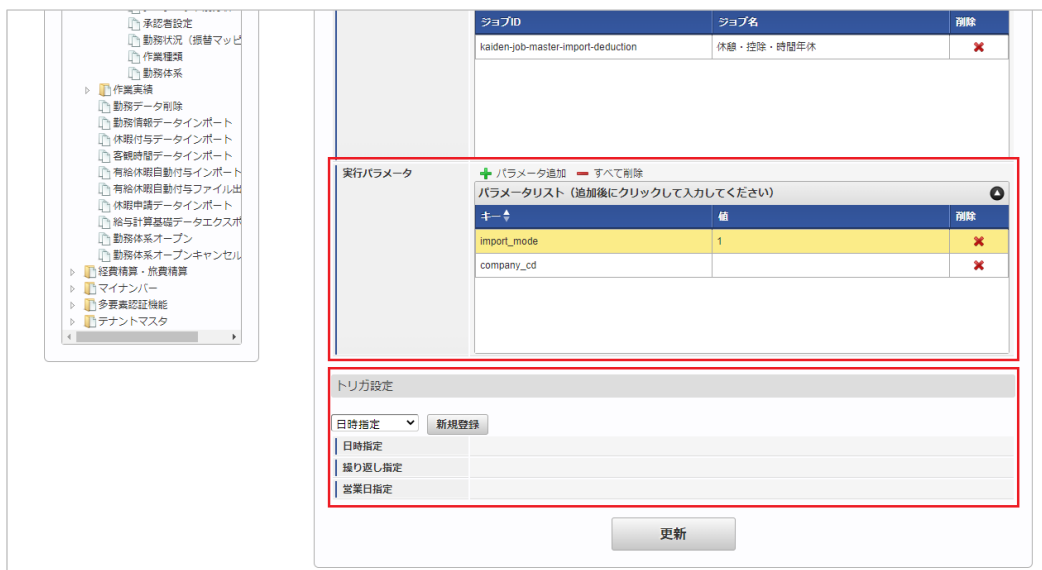 承認者設定
勤務状況（振替マッピ
作業種類
勤務体系
作業実績
勤務データ削除
勤務情報データインポート
休暇付与データインポート
客観時間データインポート
有給休暇自動付与インポート
有給休暇自動付与ファイル出
休暇申請データインポート
給与計算基礎データエクスポ
勤務体系オープン
勤務体系オープンキャンセル
経費精算・旅費精算
マイナンバー
多要素認証機能
テナントマスタ
ジョブID ジョブ名 削除
kaiden-job-master-import-deduction 休憩・控除・時間年休
実行パラメータ
パラメータ追加 すべて削除
パラメータリスト（追加後にクリックして入力してください）
キー 値 削除
import_mode 1
company_cd
トリガ設定
日時指定 新規登録
日時指定
繰り返し指定
営業日指定
更新